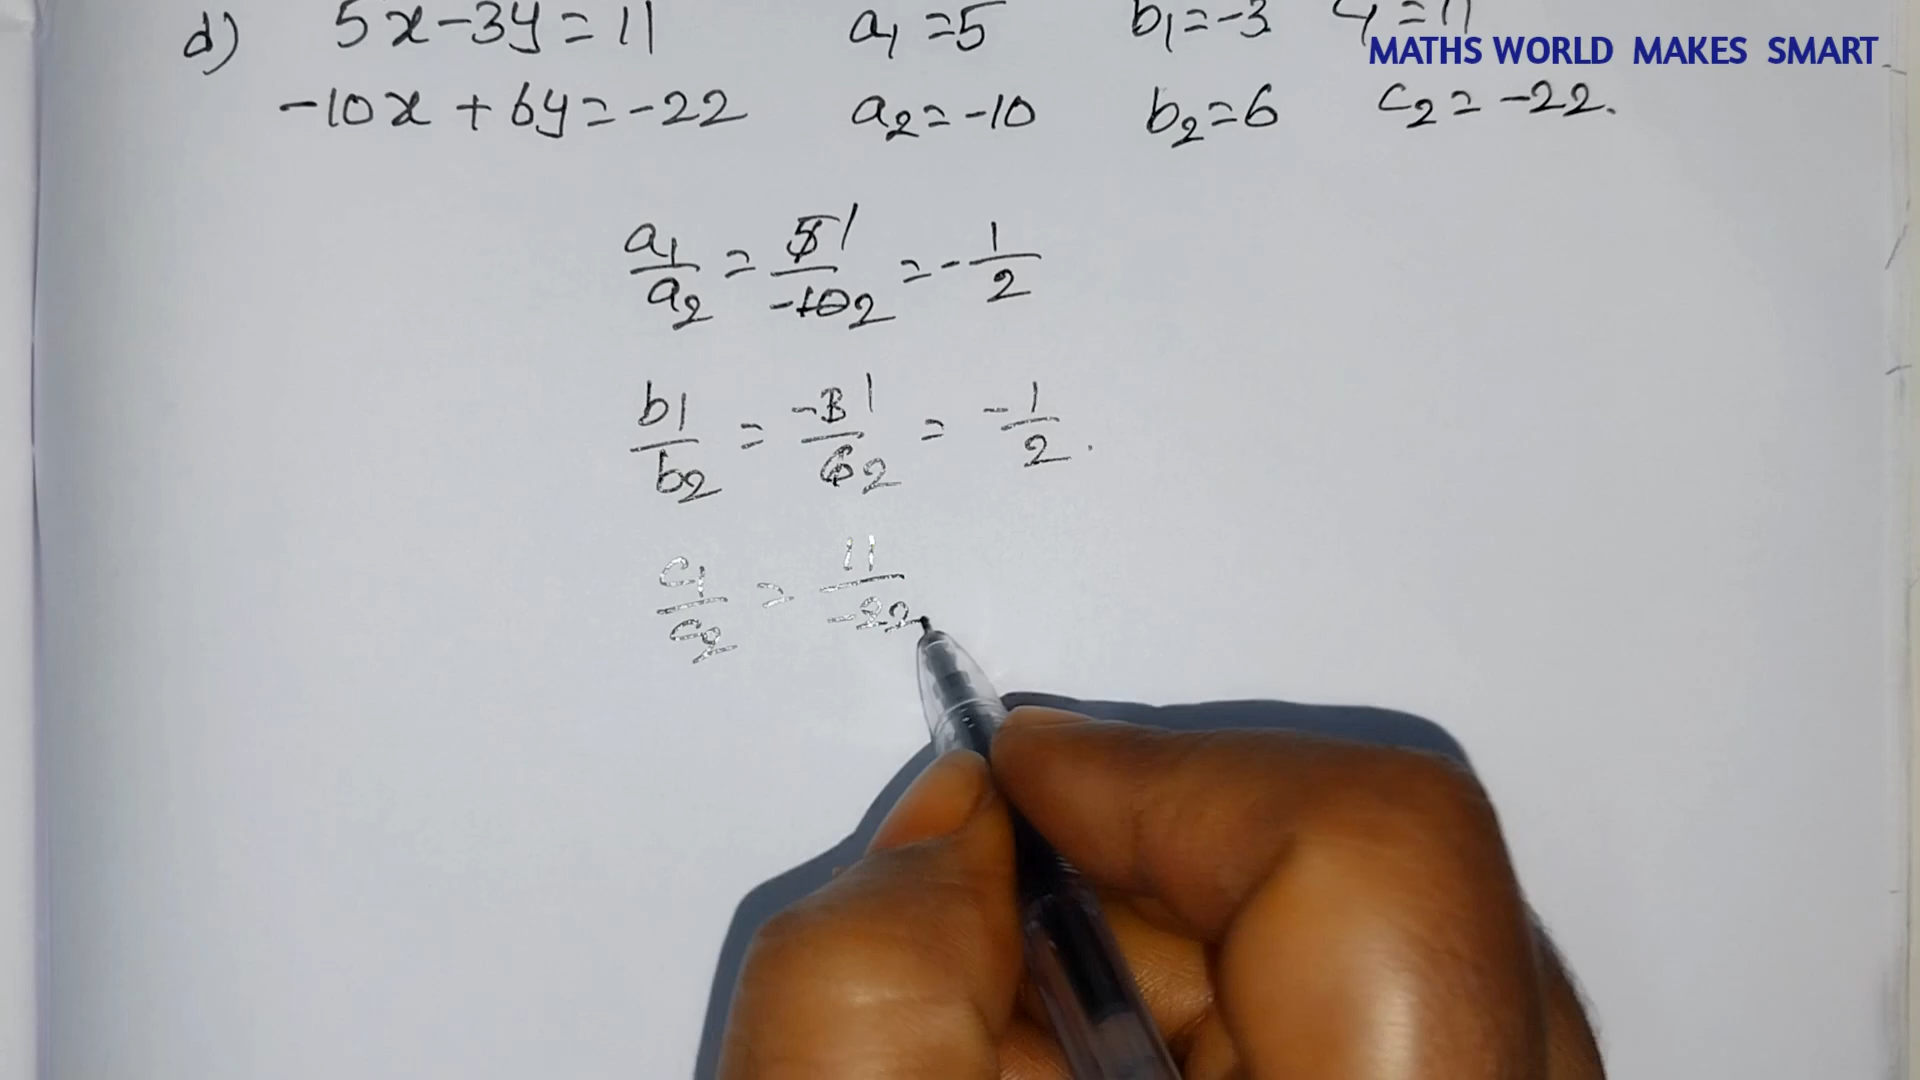 d) 5x-3y=11 a1=5 b1=-3 c1=11
MATHS WORLD MAKES SMART
-10x+6y=-22 a2=-10 b2=6 c2=-22.
a1/a2 = 5 1/-10 2 = -1/2
b1/b2 = -3 1/6 2 = -1/2.
c1/c2 = 11/-22